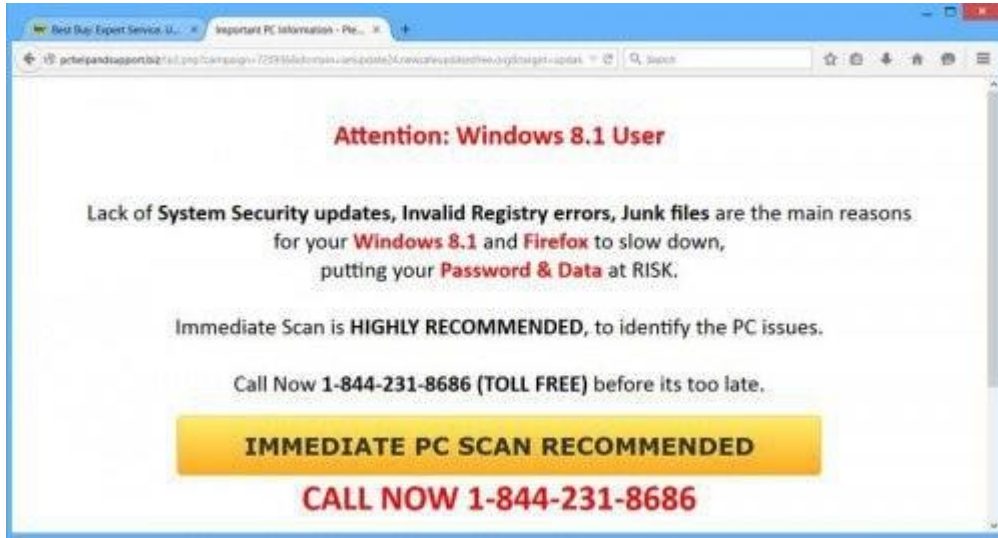 Best Buy: Expert Service. U...
Important PC Information - Ple...
pchelpandsupport.biz
Search
Attention: Windows 8.1 User
Lack of System Security updates, Invalid Registry errors, Junk files are the main reasons
for your Windows 8.1 and Firefox to slow down,
putting your Password & Data at RISK.
Immediate Scan is HIGHLY RECOMMENDED, to identify the PC issues.
Call Now 1-844-231-8686 (TOLL FREE) before its too late.
IMMEDIATE PC SCAN RECOMMENDED
CALL NOW 1-844-231-8686